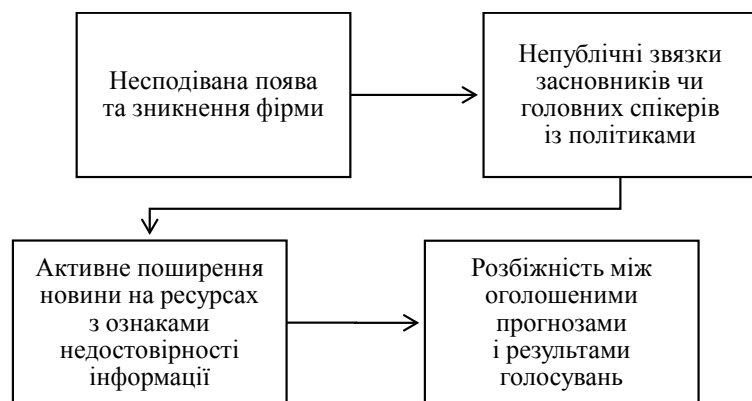 Несподівана поява
та зникнення фірми
Непублічні звязки
засновників чи
головних спікерів
із політиками
Активне поширення
новини на ресурсах
з ознаками
недостовірності
інформації
Розбіжність між
оголошеними
прогнозами
і результатами
голосувань